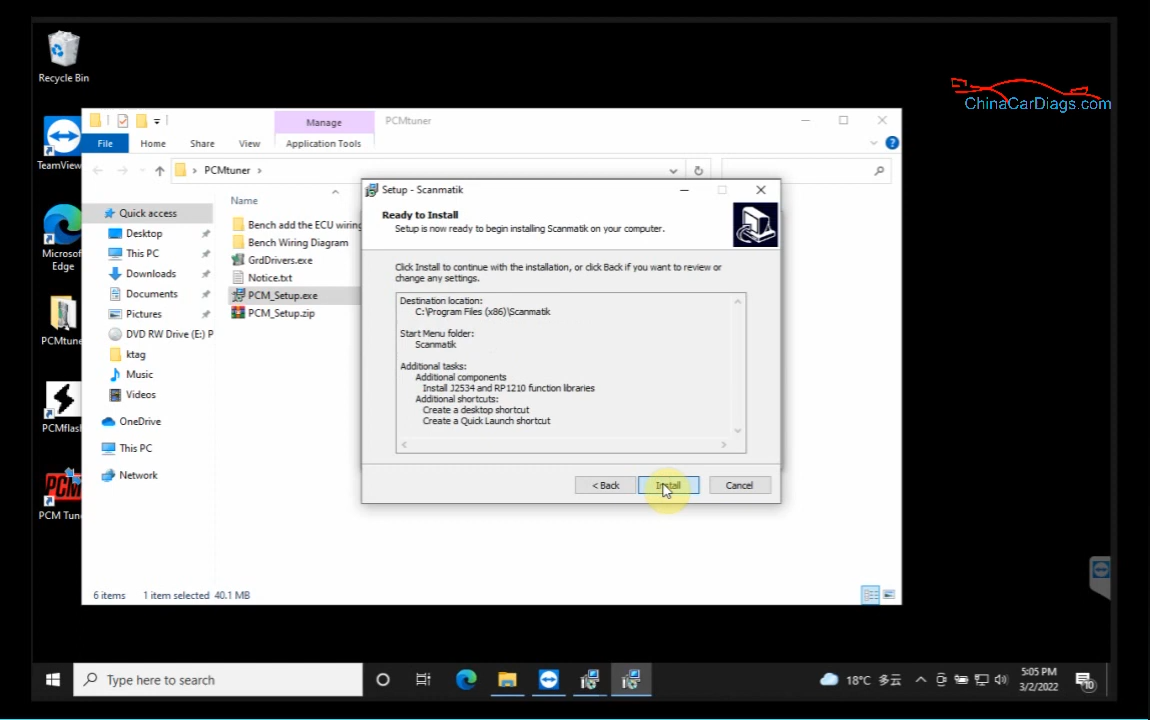 Recycle Bin
ChinaCarDiags.com
TeamView
Microsof
Edge
PCMtune
PCMflas
PCM
PCM Tun
Manage
PCMtuner
File
Home
Share
View
Application Tools
PCMtuner
Quick access
Desktop
This PC
Downloads
Documents
Pictures
DVD RW Drive (E:) P
ktag
Music
Videos
OneDrive
This PC
Network
Name
Bench add the ECU wiring
Bench Wiring Diagram
GrdDrivers.exe
Notice.txt
PCM_Setup.exe
PCM_Setup.zip
6 items 1 item selected 40.1 MB
Setup - Scanmatik
Ready to Install
Setup is now ready to begin installing Scanmatik on your computer.
Click Install to continue with the installation, or click Back if you want to review or
change any settings.
Destination location:
C:\Program Files (x86)\Scanmatik
Start Menu folder:
Scanmatik
Additional tasks:
Additional components
Install J2534 and RP1210 function libraries
Additional shortcuts:
Create a desktop shortcut
Create a Quick Launch shortcut
< Back
Install
Cancel
Type here to search
18°C 多云
5:05 PM
3/2/2022
10